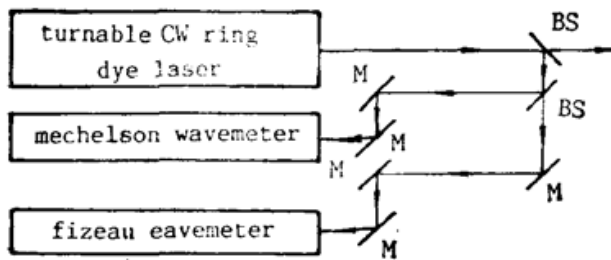 turnable CW ring
dye laser
BS
M
BS
mechelson wavemeter
M
M
M
fizeau eavemeter
M